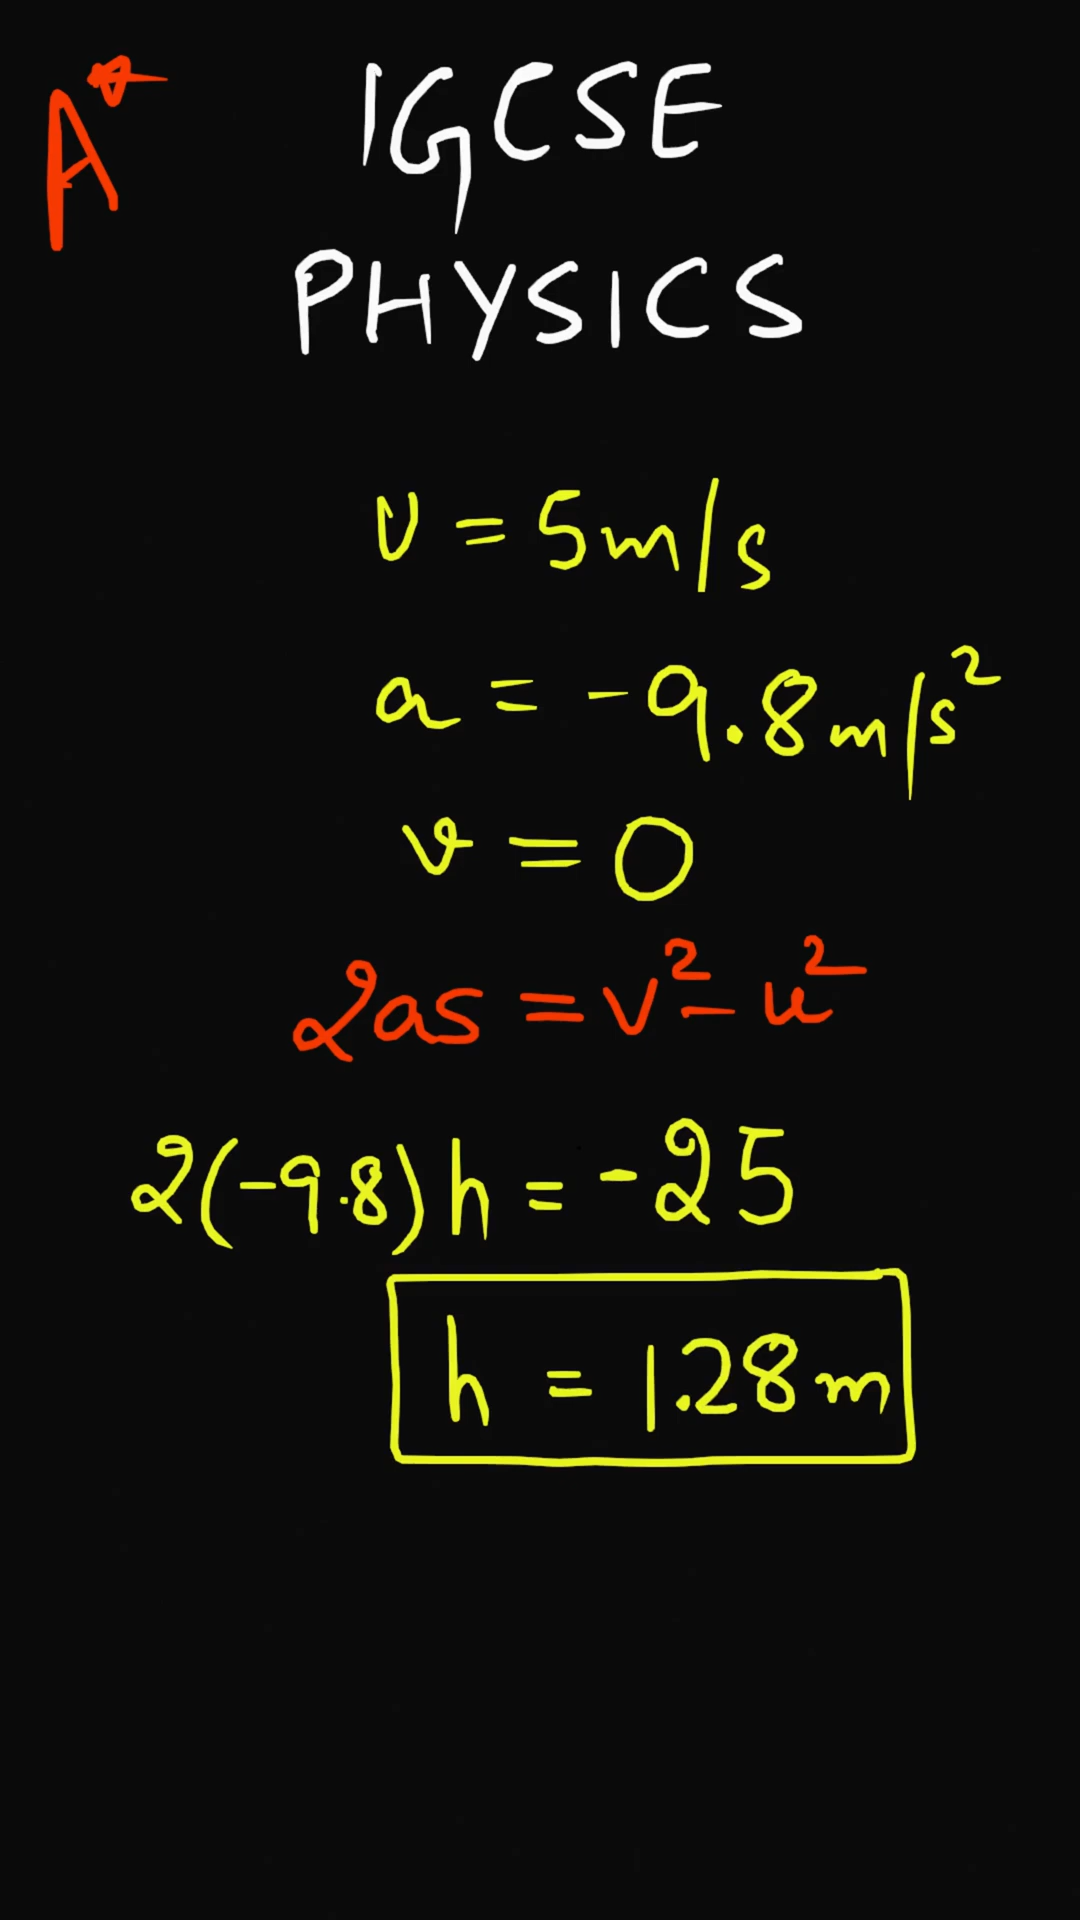 A*
IGCSE
PHYSICS
u = 5m/s
a = -9.8m/s²
v = 0
2as = v² - u²
2(-9.8)h = -25
h = 1.28m